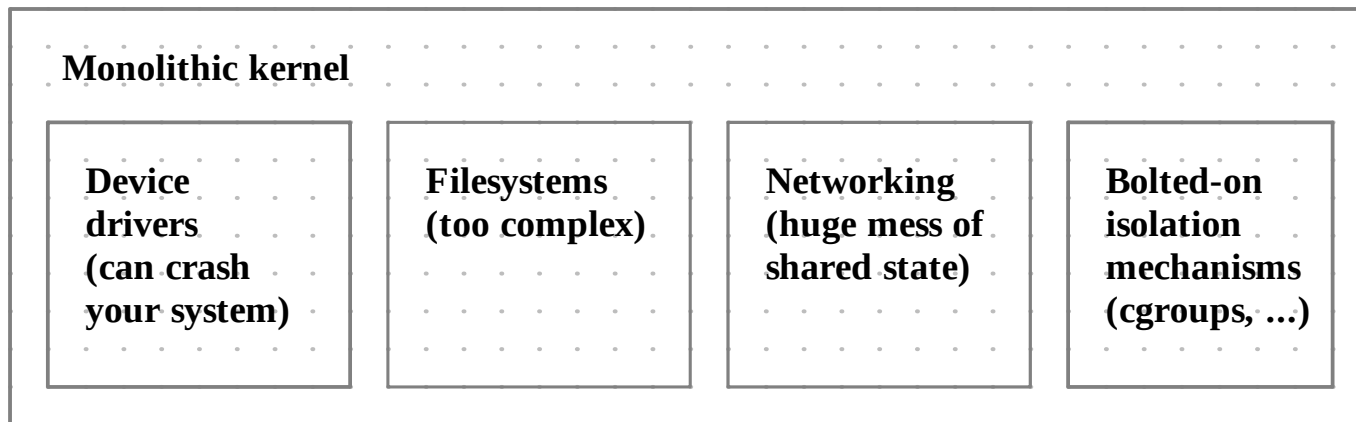 Monolithic kernel
Device
drivers
(can crash
your system)
Filesystems
(too complex)
Networking
(huge mess of
shared state)
Bolted-on
isolation
mechanisms
(cgroups, ...)